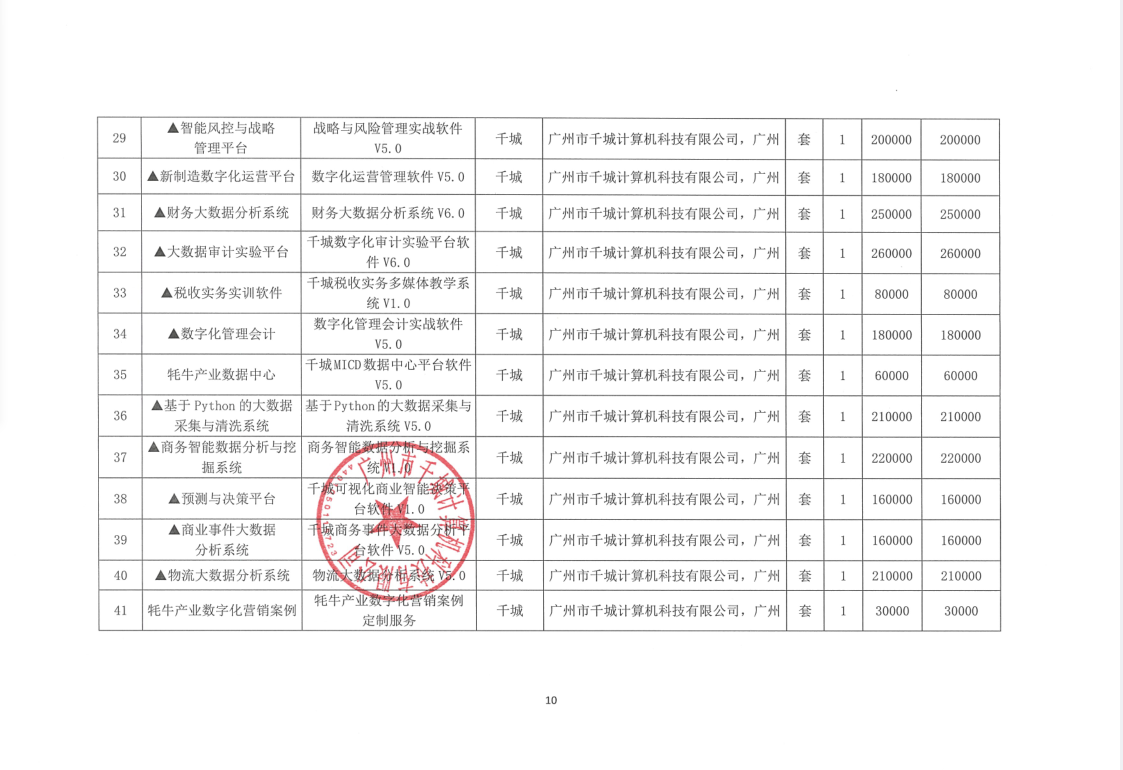 29 ▲智能风控与战略 管理平台 战略与风险管理实战软件 V5.0 千城 广州市千城计算机科技有限公司，广州 套 1 200000 200000
30 ▲新制造数字化运营平台 数字化运营管理软件 V5.0 千城 广州市千城计算机科技有限公司，广州 套 1 180000 180000
31 ▲财务大数据分析系统 财务大数据分析系统 V6.0 千城 广州市千城计算机科技有限公司，广州 套 1 250000 250000
32 ▲大数据审计实验平台 千城数字化审计实验平台软件 V6.0 千城 广州市千城计算机科技有限公司，广州 套 1 260000 260000
33 ▲税收实务实训软件 千城税收实务多媒体教学系统 V1.0 千城 广州市千城计算机科技有限公司，广州 套 1 80000 80000
34 ▲数字化管理会计 数字化管理会计实战软件 V5.0 千城 广州市千城计算机科技有限公司，广州 套 1 180000 180000
35 牦牛产业数据中心 千城 MICD 数据中心平台软件 V5.0 千城 广州市千城计算机科技有限公司，广州 套 1 60000 60000
36 ▲基于 Python 的大数据采集与清洗系统 基于 Python 的大数据采集与清洗系统 V5.0 千城 广州市千城计算机科技有限公司，广州 套 1 210000 210000
37 ▲商务智能数据分析与挖掘系统 商务智能数据分析与挖掘系统 V1.0 千城 广州市千城计算机科技有限公司，广州 套 1 220000 220000
38 ▲预测与决策平台 千城可视化商业智能决策平台软件 V1.0 千城 广州市千城计算机科技有限公司，广州 套 1 160000 160000
39 ▲商业事件大数据 分析系统 千城商务事件大数据分析平台软件 V5.0 千城 广州市千城计算机科技有限公司，广州 套 1 160000 160000
40 ▲物流大数据分析系统 物流大数据分析系统 V5.0 千城 广州市千城计算机科技有限公司，广州 套 1 210000 210000
41 牦牛产业数字化营销案例 牦牛产业数字化营销案例 定制服务 千城 广州市千城计算机科技有限公司，广州 套 1 30000 30000
广州市千城计算机科技有限公司
10